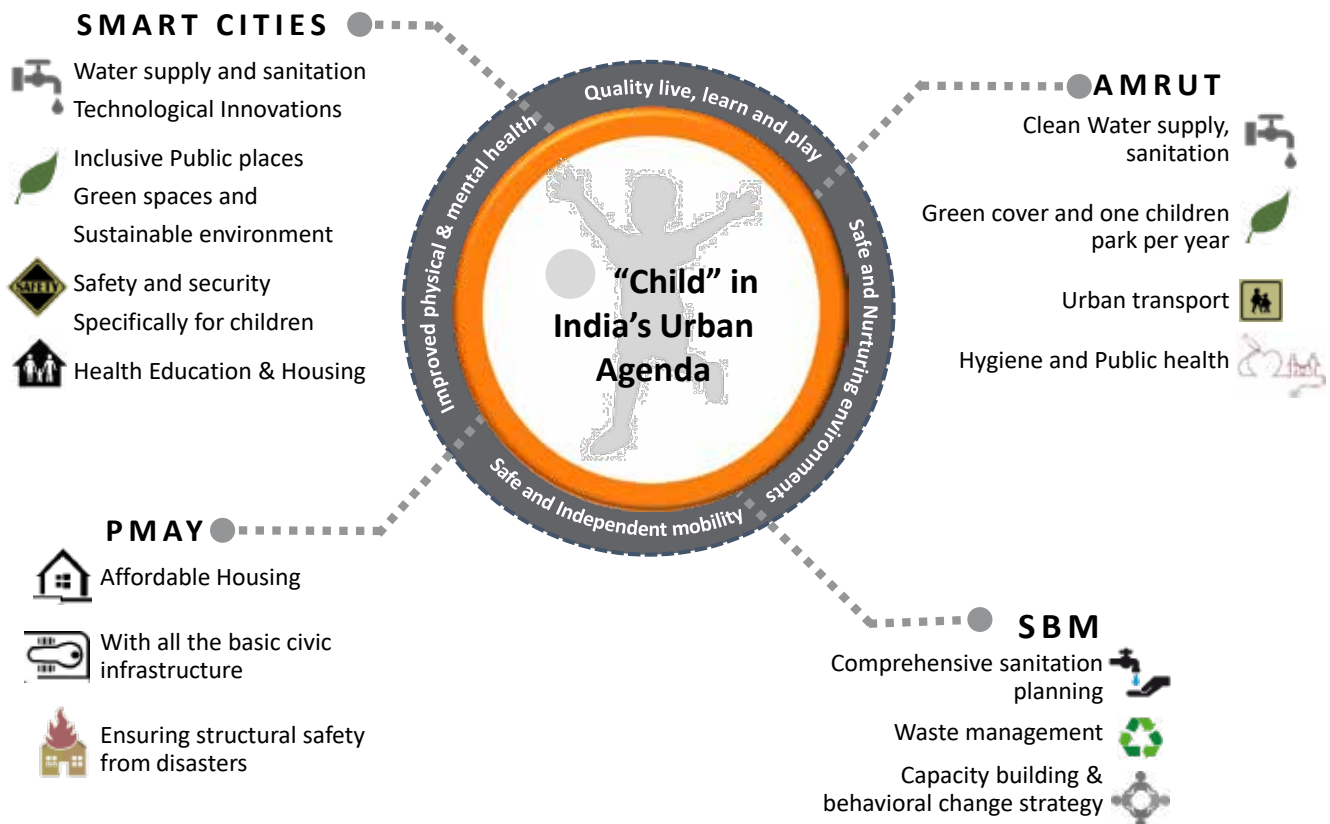 SMART CITIES
Water supply and sanitation
Technological Innovations
Inclusive Public places
Green spaces and
Sustainable environment
SAFETY
Safety and security
Specifically for children
Health Education & Housing
Quality live, learn and play
Improved physical & mental health
Safe and Nurturing environments
Safe and Independent mobility
“Child” in
India’s Urban
Agenda
AMRUT
Clean Water supply,
sanitation
Green cover and one children
park per year
Urban transport
Hygiene and Public health
PMAY
Affordable Housing
With all the basic civic
infrastructure
Ensuring structural safety
from disasters
SBM
Comprehensive sanitation
planning
Waste management
Capacity building &
behavioral change strategy